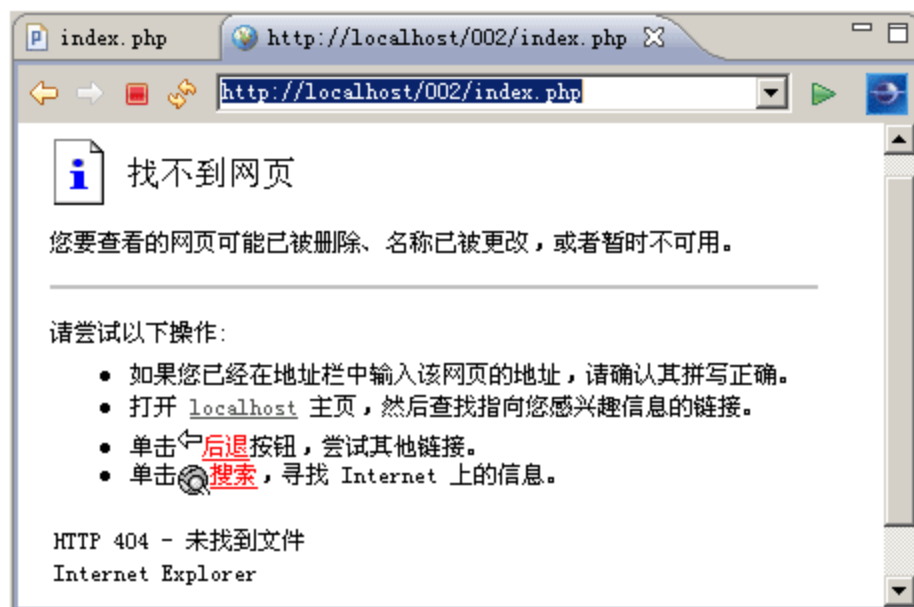 index.php http://localhost/002/index.php
http://localhost/002/index.php
找不到网页
您要查看的网页可能已被删除、名称已被更改，或者暂时不可用。
请尝试以下操作:
如果您已经在地址栏中输入该网页的地址，请确认其拼写正确。
打开 localhost 主页，然后查找指向您感兴趣信息的链接。
单击后退按钮，尝试其他链接。
单击搜索，寻找 Internet 上的信息。
HTTP 404 - 未找到文件
Internet Explorer